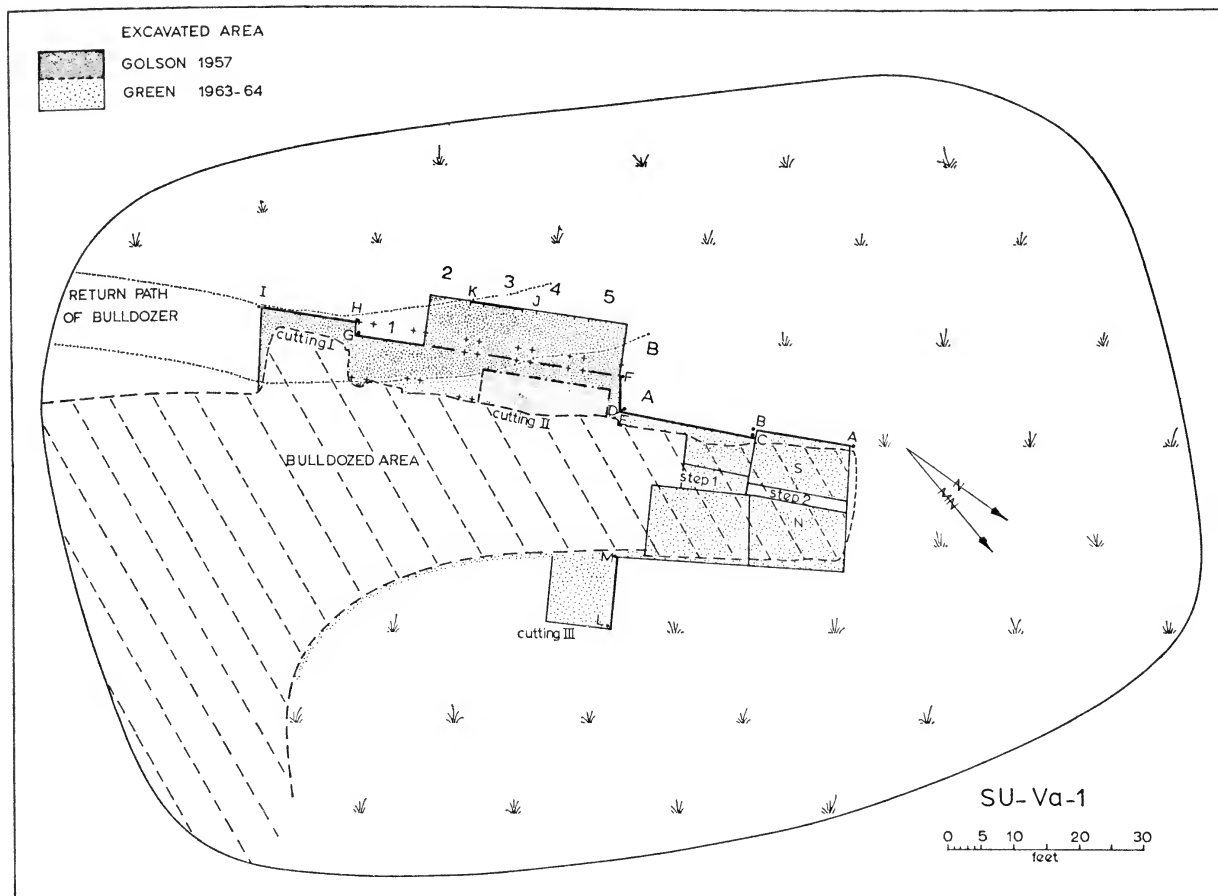 EXCAVATED AREA
GOLSON 1957
GREEN 1963-64
RETURN PATH
OF BULLDOZER
I
H
G
1
2
K
3
J
4
5
B
F
A
cutting I
cutting II
D
E
B
C
A
S
step 1
step 2
N
BULLDOZED AREA
N
MN
M
L
cutting III
SU-Va-1
0 5 10 20 30
feet